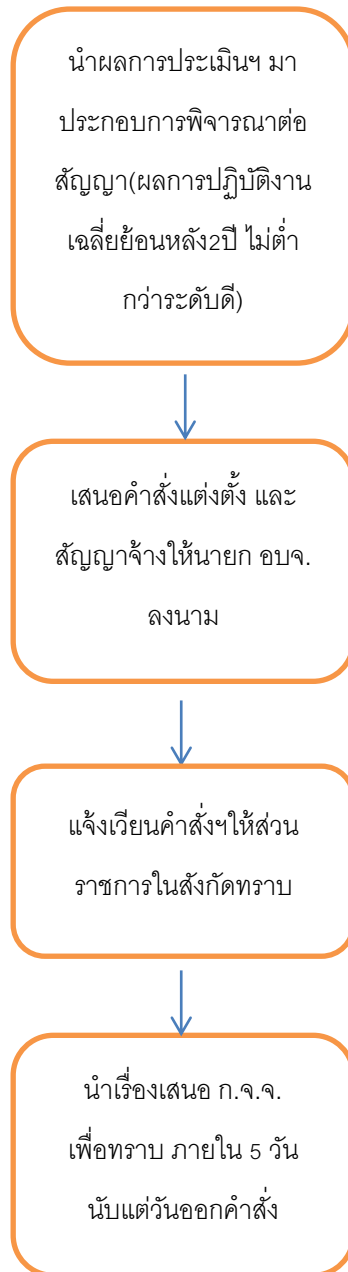 นำผลการประเมินฯ มา
ประกอบการพิจารณาต่อ
สัญญา(ผลการปฏิบัติงาน
เฉลี่ยย้อนหลัง2ปี ไม่ต่ำ
กว่าระดับดี)
เสนอคำสั่งแต่งตั้ง และ
สัญญาจ้างให้นายก อบจ.
ลงนาม
แจ้งเวียนคำสั่งฯให้ส่วน
ราชการในสังกัดทราบ
นำเรื่องเสนอ ก.จ.จ.
เพื่อทราบ ภายใน 5 วัน
นับแต่วันออกคำสั่ง